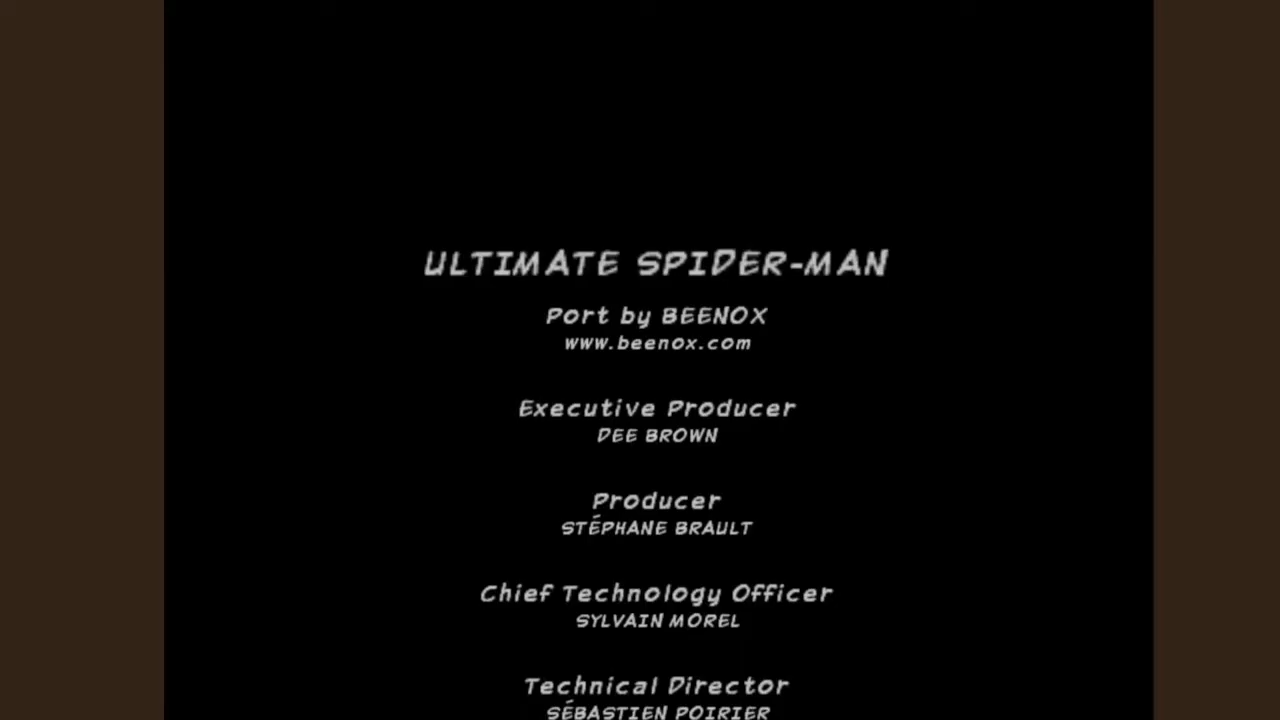 ULTIMATE SPIDER-MAN
Port by BEENOX
www.beenox.com
Executive Producer
DEE BROWN
Producer
STÉPHANE BRAULT
Chief Technology Officer
SYLVAIN MOREL
Technical Director
SÉBASTIEN POIRIER